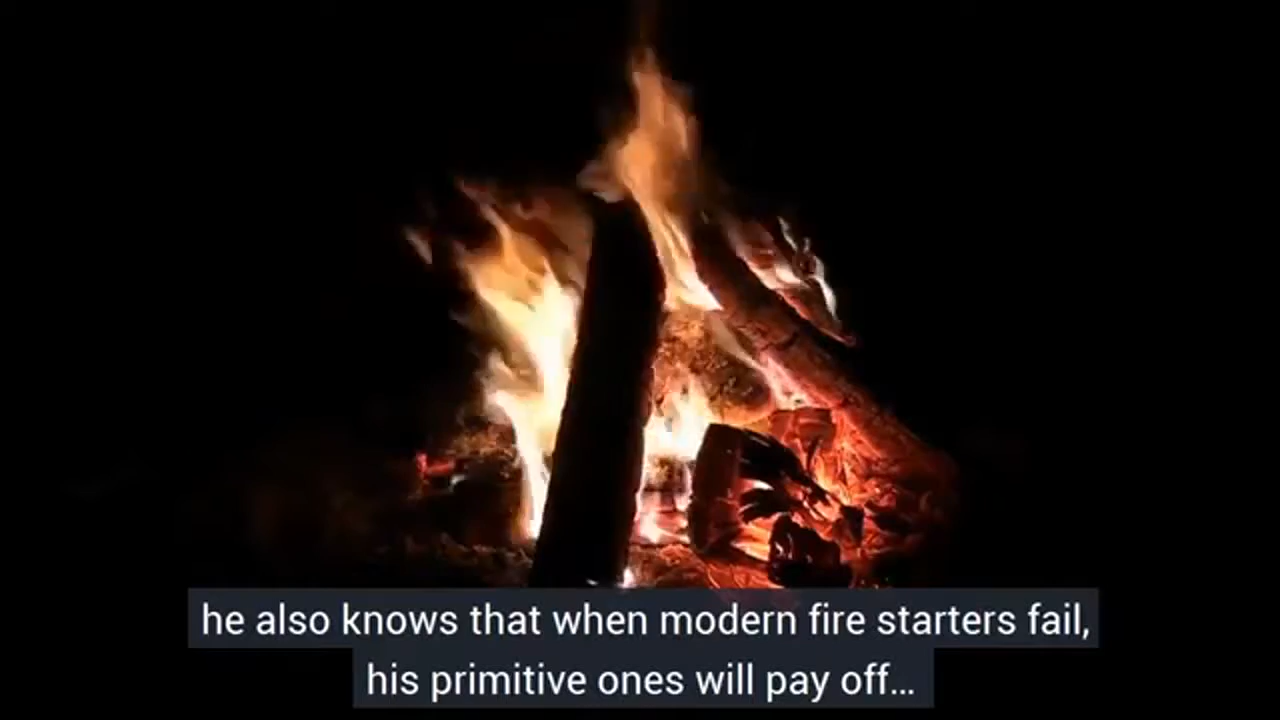 he also knows that when modern fire starters fail,
his primitive ones will pay off...